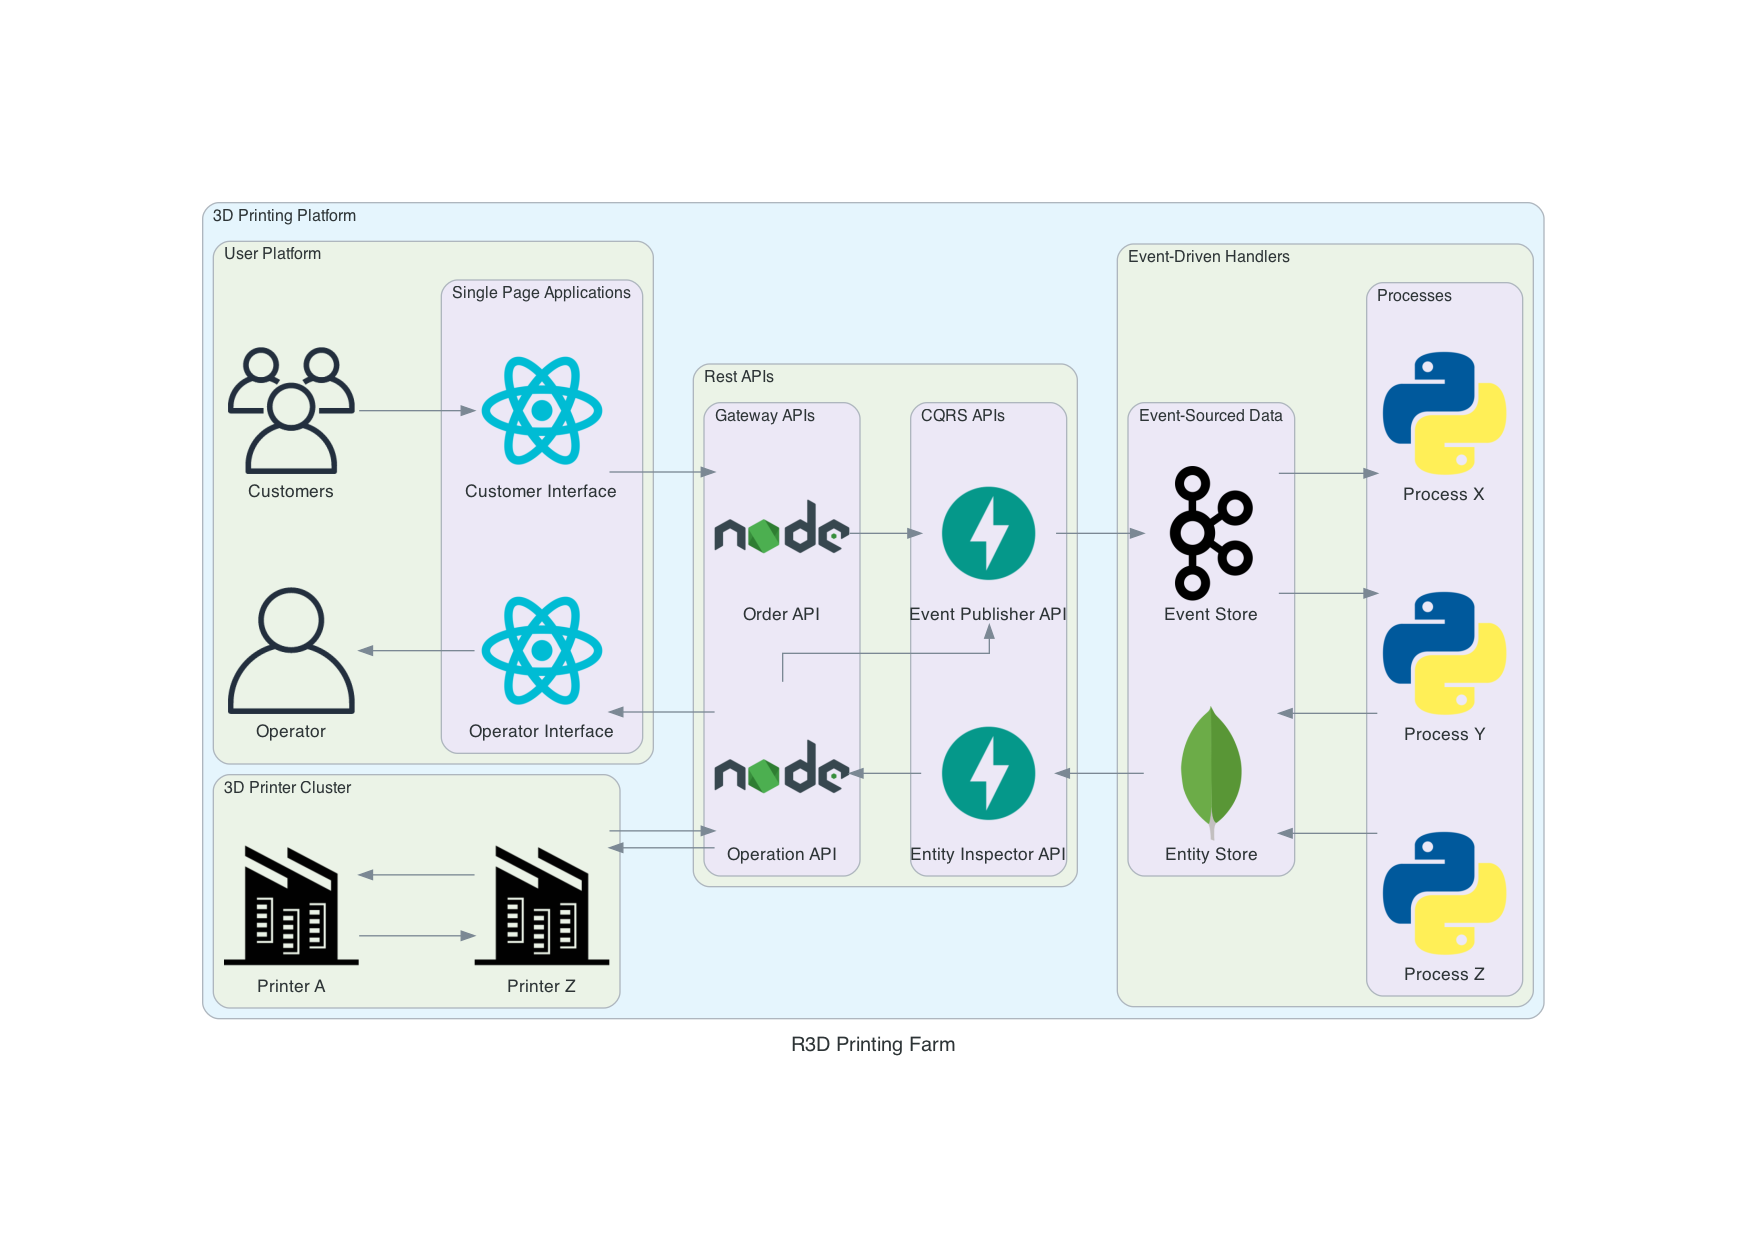 3D Printing Platform
User Platform
Single Page Applications
Customers
Customer Interface
Operator
Operator Interface
3D Printer Cluster
Printer A
Printer Z
Rest APIs
Gateway APIs
node
Order API
node
Operation API
CQRS APIs
Event Publisher API
Entity Inspector API
Event-Driven Handlers
Event-Sourced Data
Event Store
Entity Store
Processes
Process X
Process Y
Process Z
R3D Printing Farm